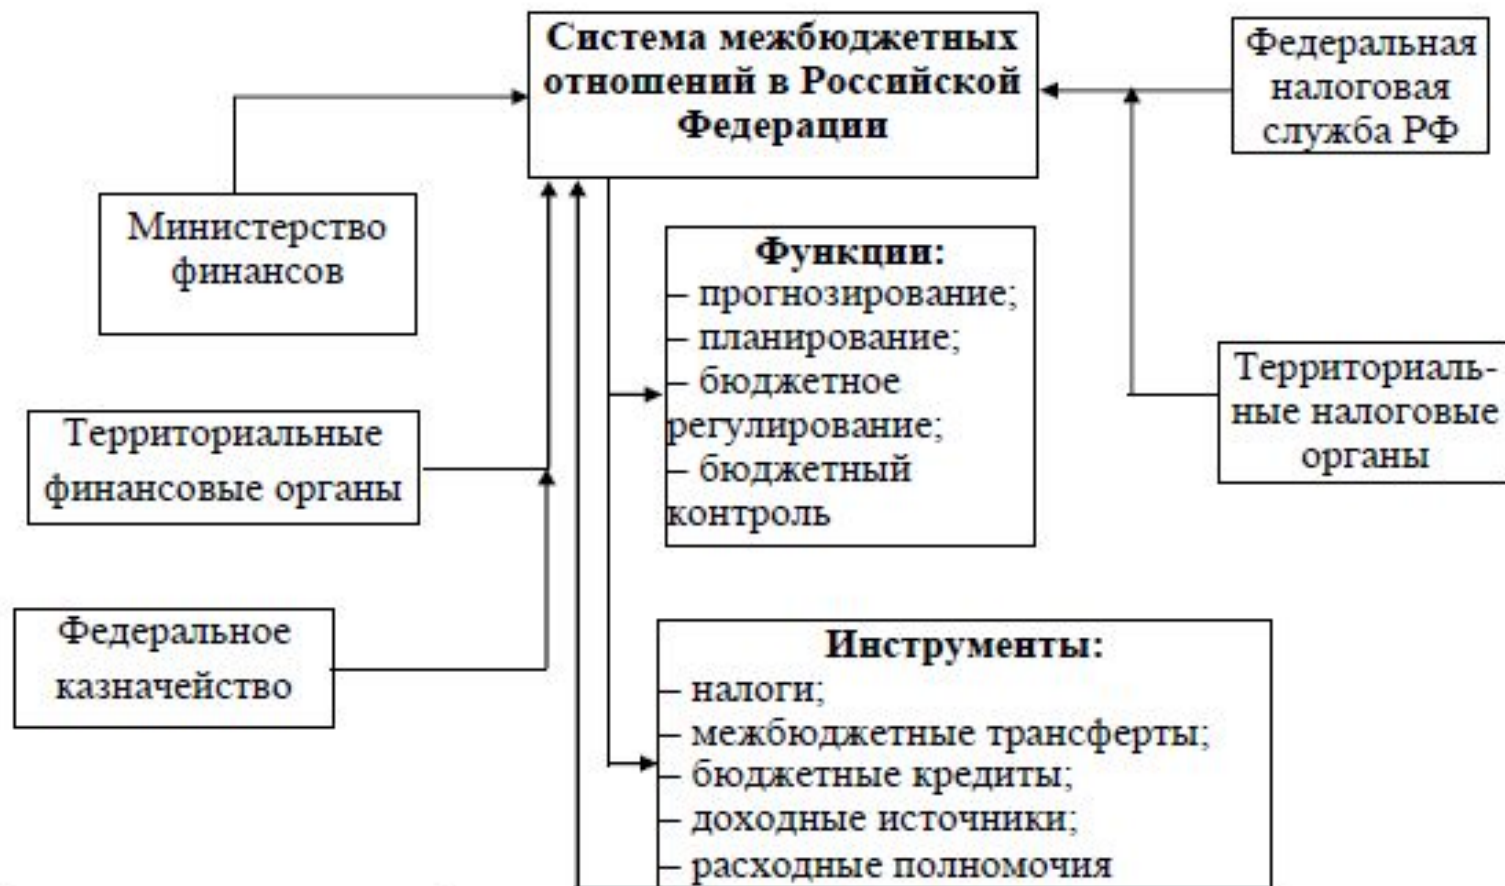 Система межбюджетных
отношений в Российской
Федерации
Федеральная
налоговая
служба РФ
Министерство
финансов
Функции:
– прогнозирование;
– планирование;
– бюджетное
регулирование;
– бюджетный
контроль
Территориаль-
ные налоговые
органы
Территориальные
финансовые органы
Федеральное
казначейство
Инструменты:
– налоги;
– межбюджетные трансферты;
– бюджетные кредиты;
– доходные источники;
– расходные полномочия